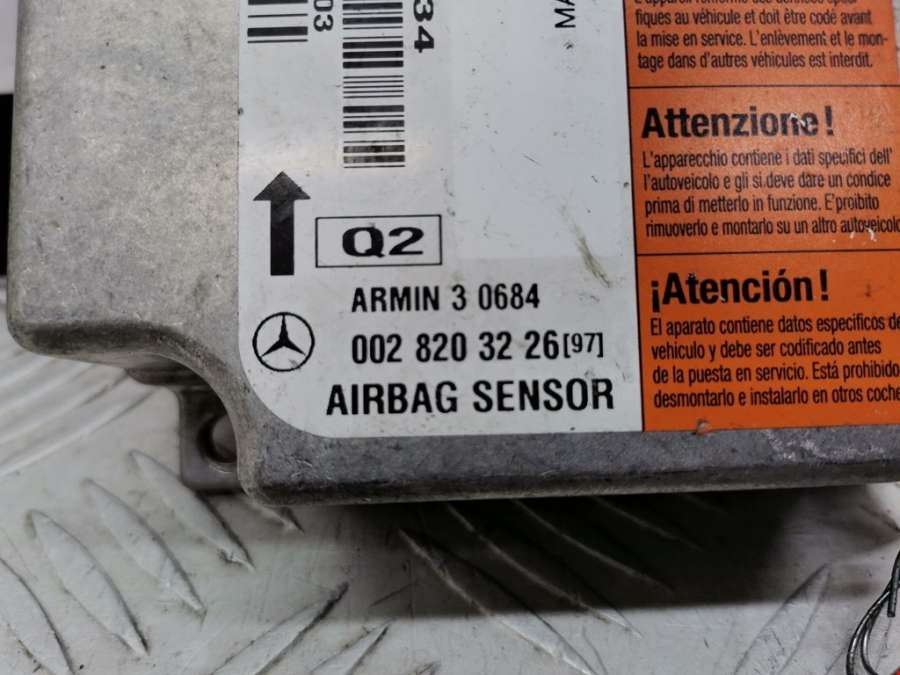 03
34
MA
fiques au véhicule et doit être codé avant
la mise en service. L'enlèvement et le mon-
tage dans d'autres véhicules est interdit.
Attenzione!
L'apparecchio contiene i dati specifici dell'
l'autoveicolo e gli si deve dare un condice
prima di metterlo in funzione. E'proibito
rimuoverlo e montarlo su un altro autoveicolo
¡Atención!
El aparato contiene datos especificos de
vehículo y debe ser codificado antes
de la puesta en servicio. Está prohibido
desmontarlo e instalarlo en otros coche
Q2
ARMIN 3 0684
002 820 32 26 [97]
AIRBAG SENSOR